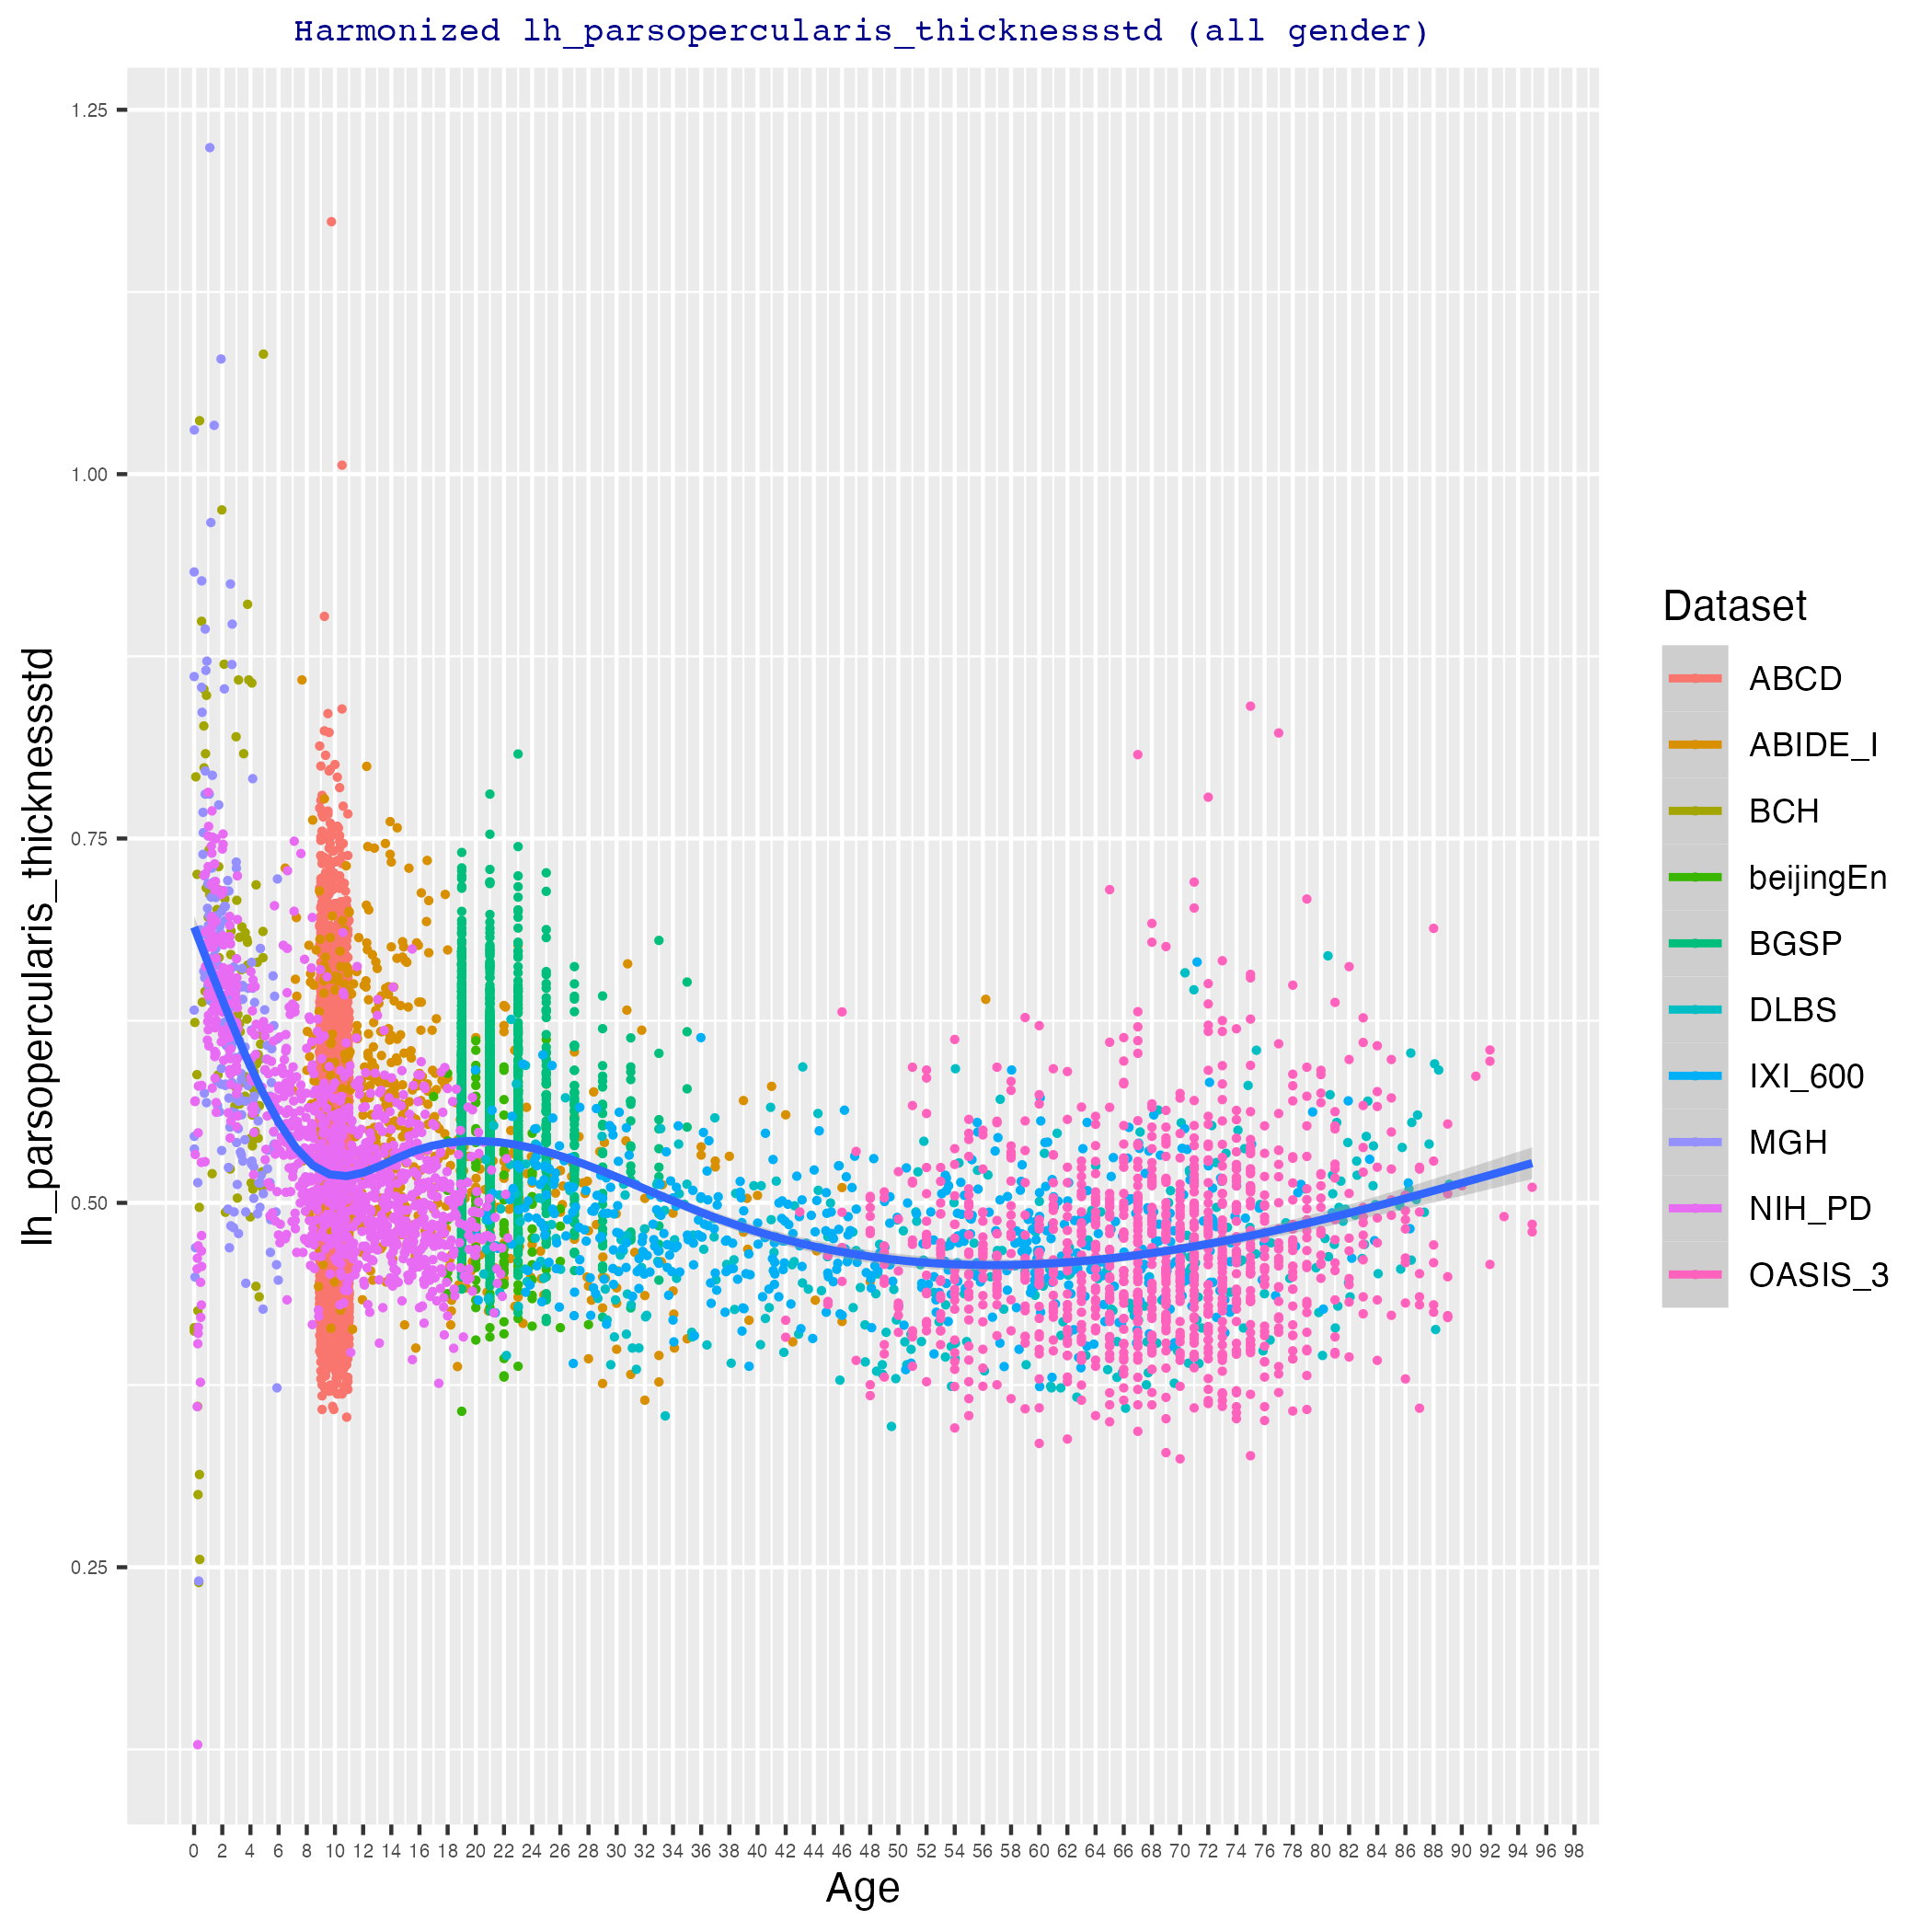 Harmonized lh_parsopercularis_thicknessstd (all gender)
lh_parsopercularis_thicknessstd
1.25
1.00
0.75
0.50
0.25
0 2 4 6 8 10 12 14 16 18 20 22 24 26 28 30 32 34 36 38 40 42 44 46 48 50 52 54 56 58 60 62 64 66 68 70 72 74 76 78 80 82 84 86 88 90 92 94 96 98
Age
Dataset
ABCD
ABIDE_I
BCH
beijingEn
BGSP
DLBS
IXI_600
MGH
NIH_PD
OASIS_3